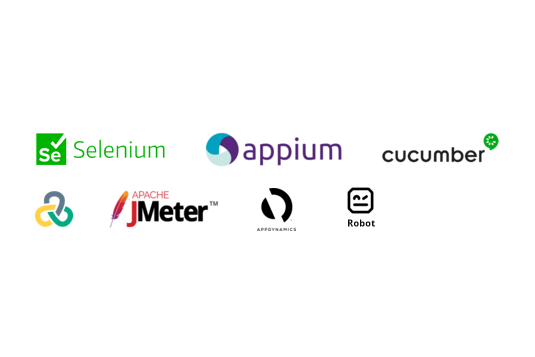 Se Selenium
appium
cucumber
APACHE
JMeter™
APPDYNAMICS
Robot